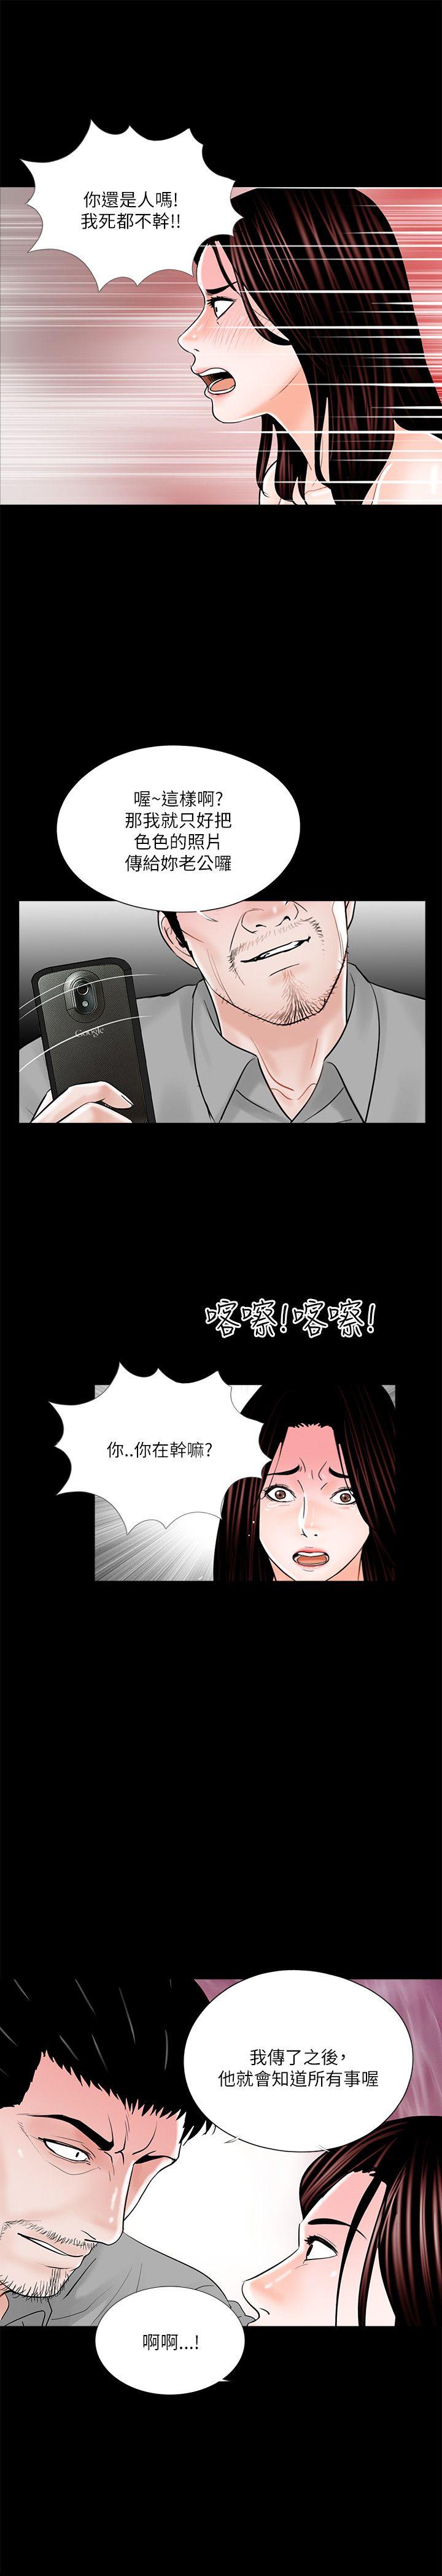 你還是人嗎!
我死都不幹!!
喔~這樣啊?
那我就只好把
色色的照片
傳給妳老公囉
Google
喀嚓!喀嚓!
你..你在幹嘛?
我傳了之後,
他就會知道所有事喔
啊啊...!